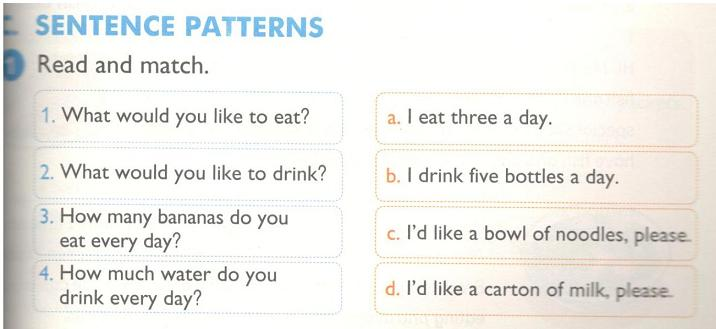 C. SENTENCE PATTERNS
1 Read and match.
1. What would you like to eat?
2. What would you like to drink?
3. How many bananas do you
eat every day?
4. How much water do you
drink every day?
a. I eat three a day.
b. I drink five bottles a day.
c. I'd like a bowl of noodles, please.
d. I'd like a carton of milk, please.